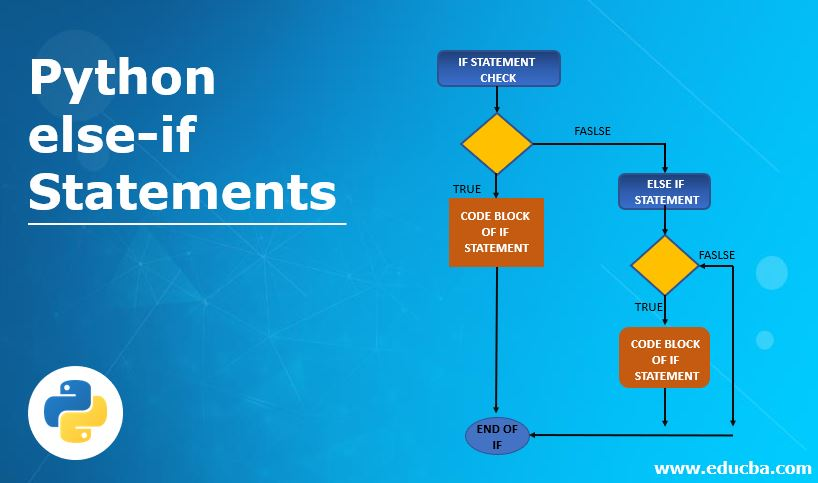 Python
else-if
Statements
IF STATEMENT
CHECK
FASLSE
TRUE
CODE BLOCK
OF IF
STATEMENT
ELSE IF
STATEMENT
FASLSE
TRUE
CODE BLOCK
OF IF
STATEMENT
END OF
IF
www.educba.com